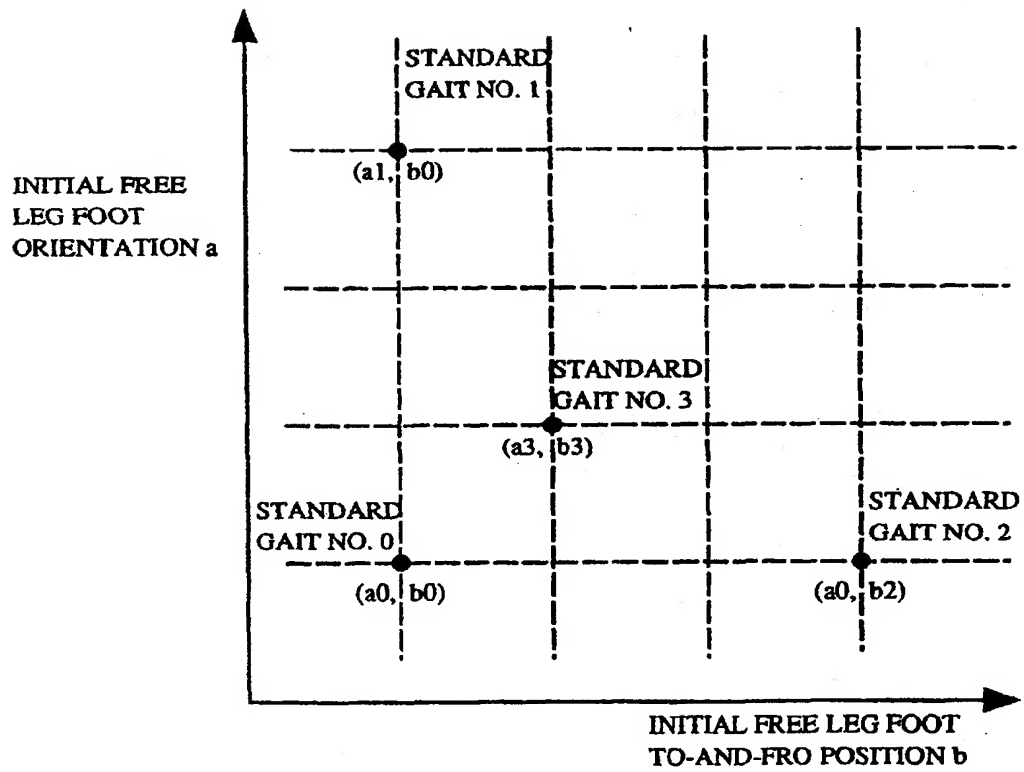 STANDARD
GAIT NO. 1
(a1, b0)
INITIAL FREE
LEG FOOT
ORIENTATION a
STANDARD
GAIT NO. 3
(a3, b3)
STANDARD
GAIT NO. 0
(a0, b0)
STANDARD
GAIT NO. 2
(a0, b2)
INITIAL FREE LEG FOOT
TO-AND-FRO POSITION b